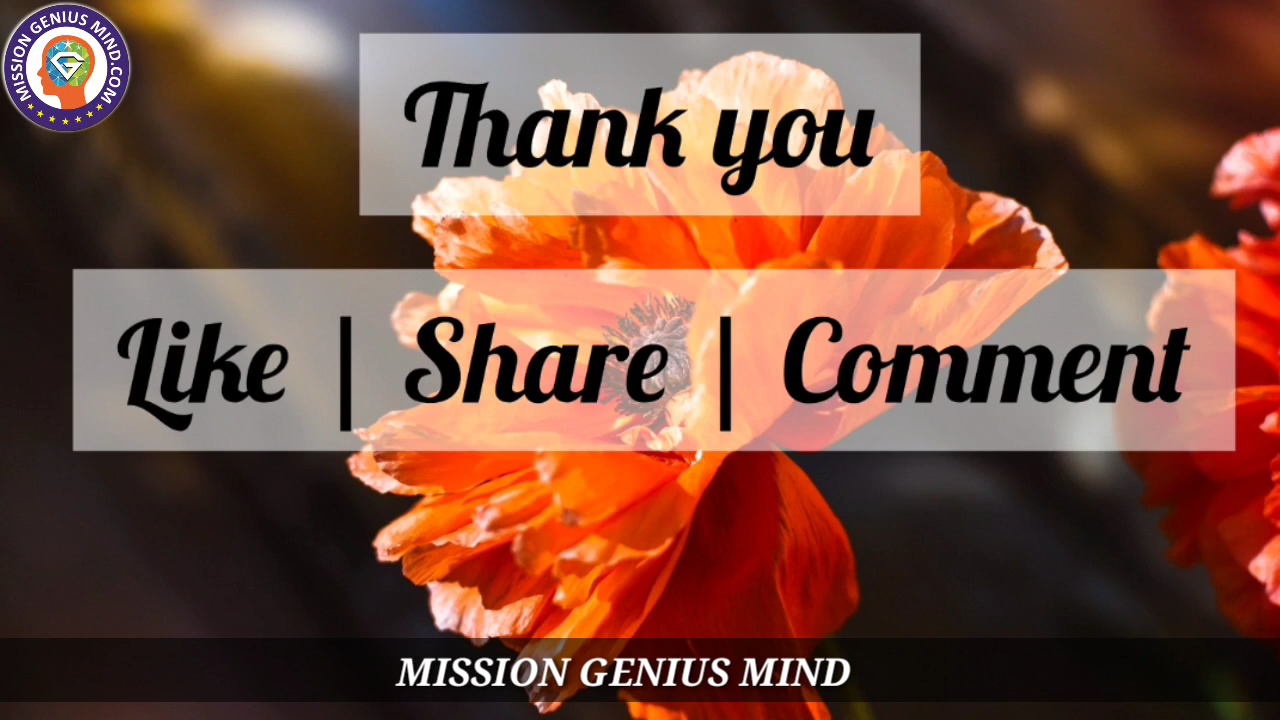 MISSION GENIUS MIND.COM
Thank you
Like | Share | Comment
MISSION GENIUS MIND